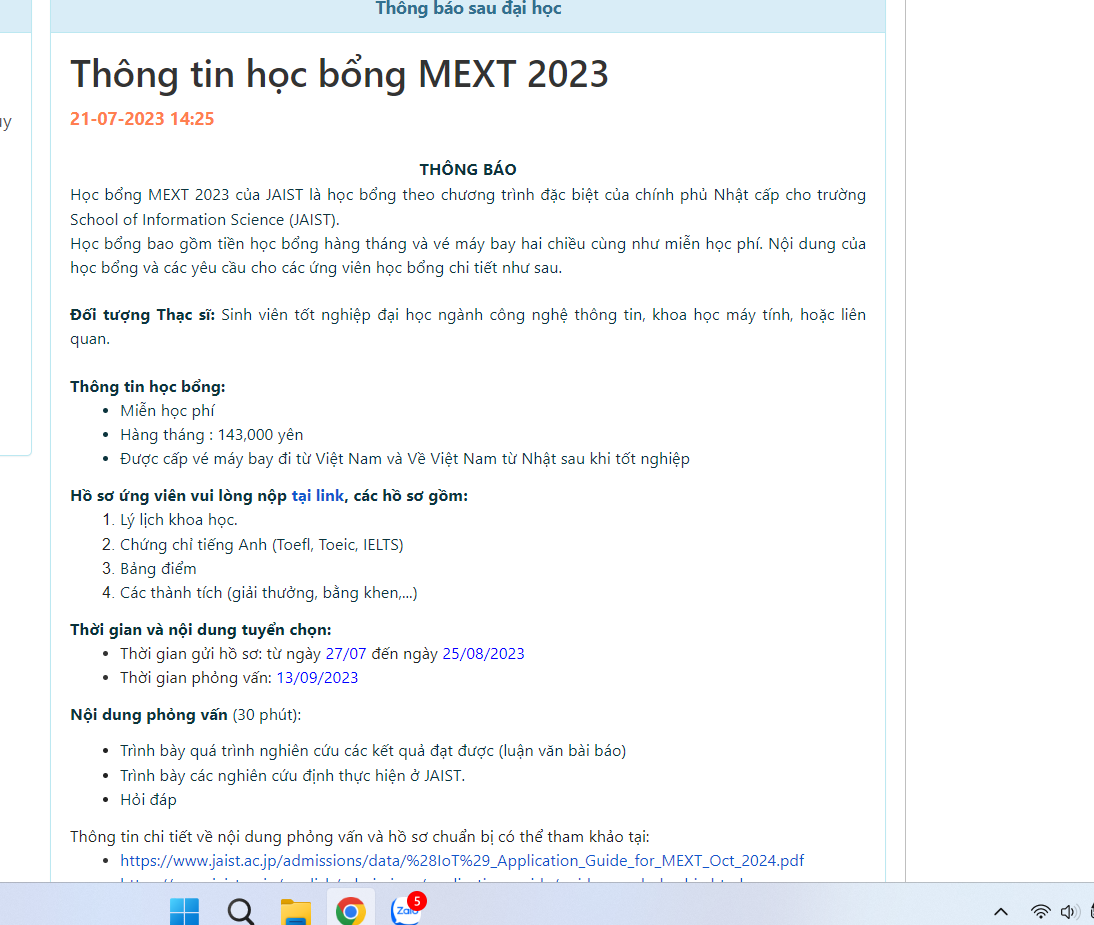 Thông báo sau đại học
Thông tin học bổng MEXT 2023
21-07-2023 14:25
uy
THÔNG BÁO
Học bổng MEXT 2023 của JAIST là học bổng theo chương trình đặc biệt của chính phủ Nhật cấp cho trường
School of Information Science (JAIST).
Học bổng bao gồm tiền học bổng hàng tháng và vé máy bay hai chiều cùng như miễn học phí. Nội dung của
học bổng và các yêu cầu cho các ứng viên học bổng chi tiết như sau.
Đối tượng Thạc sĩ: Sinh viên tốt nghiệp đại học ngành công nghệ thông tin, khoa học máy tính, hoặc liên
quan.
Thông tin học bổng:
• Miễn học phí
• Hàng tháng : 143,000 yên
• Được cấp vé máy bay đi từ Việt Nam và Về Việt Nam từ Nhật sau khi tốt nghiệp
Hồ sơ ứng viên vui lòng nộp tại link, các hồ sơ gồm:
1. Lý lịch khoa học.
2. Chứng chỉ tiếng Anh (Toefl, Toeic, IELTS)
3. Bảng điểm
4. Các thành tích (giải thưởng, bằng khen,...)
Thời gian và nội dung tuyển chọn:
• Thời gian gửi hồ sơ: từ ngày 27/07 đến ngày 25/08/2023
• Thời gian phỏng vấn: 13/09/2023
Nội dung phỏng vấn (30 phút):
• Trình bày quá trình nghiên cứu các kết quả đạt được (luận văn bài báo)
• Trình bày các nghiên cứu định thực hiện ở JAIST.
• Hỏi đáp
Thông tin chi tiết về nội dung phỏng vấn và hồ sơ chuẩn bị có thể tham khảo tại:
• https://www.jaist.ac.jp/admissions/data/%28IoT%29_Application_Guide_for_MEXT_Oct_2024.pdf
Zalo
5